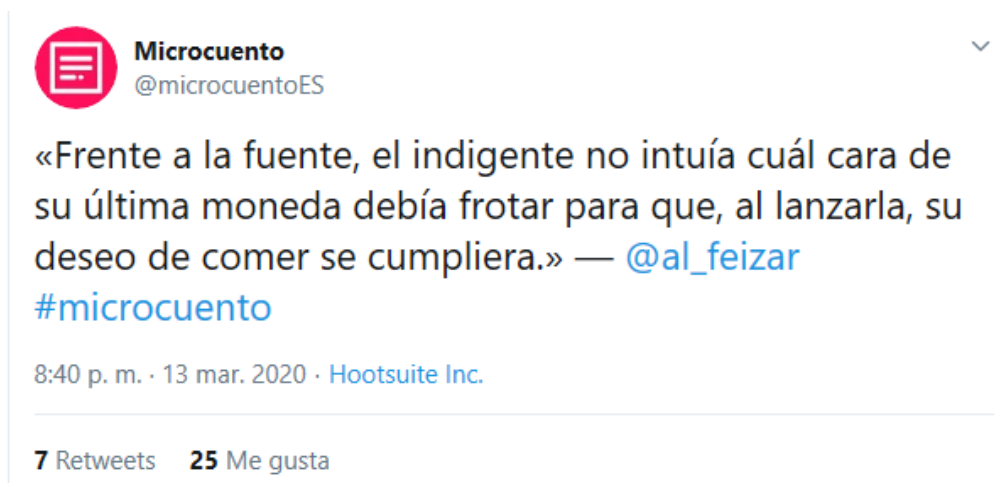 Microcuento
@microcuentoES
«Frente a la fuente, el indigente no intuía cuál cara de
su última moneda debía frotar para que, al lanzarla, su
deseo de comer se cumpliera.» — @al_feizar
#microcuento
8:40 p. m. · 13 mar. 2020 · Hootsuite Inc.
7 Retweets 25 Me gusta